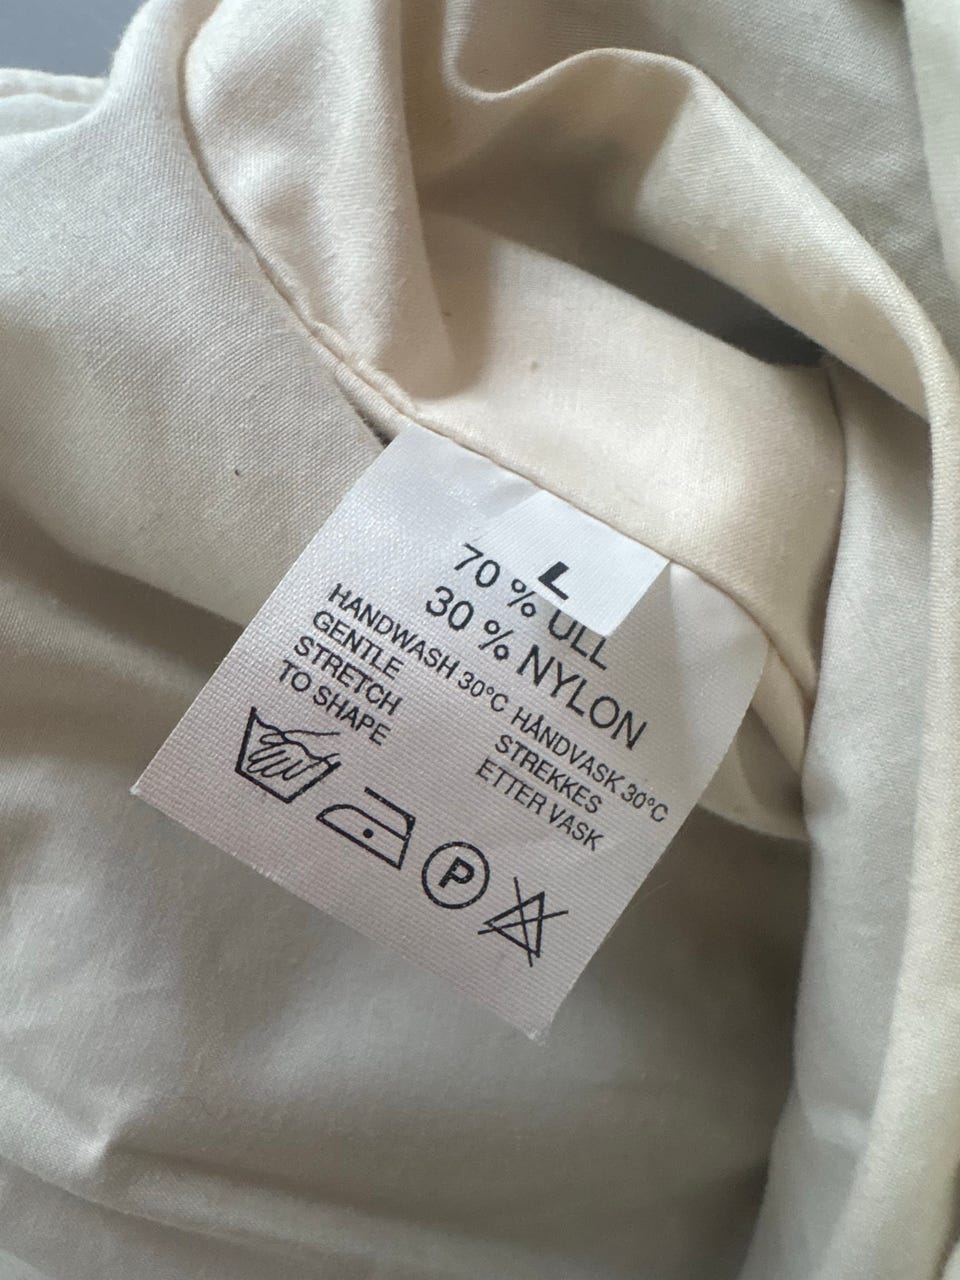 L
70 % ULL
30 % NYLON
HANDWASH 30°C
GENTLE
STRETCH
TO SHAPE
HÅNDVASK 30°C
STREKKES
ETTER VASK
P